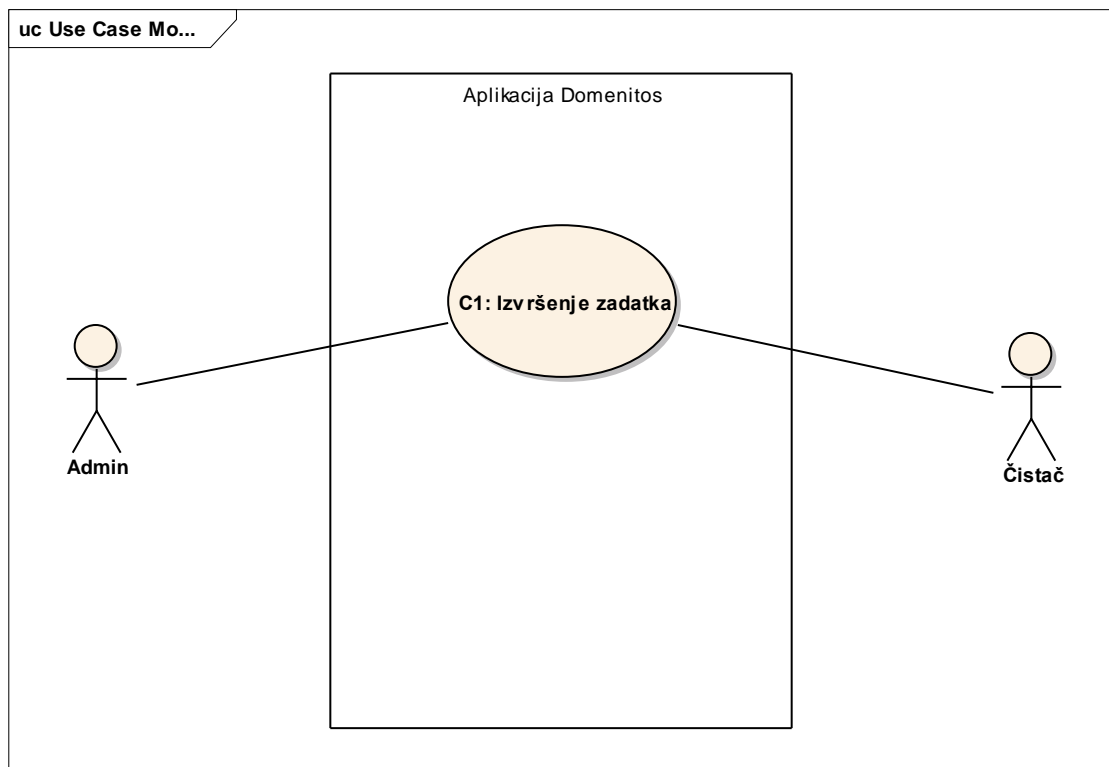 uc Use Case Mo...
Aplikacija Domenitos
C1: Izvršenje zadatka
Admin
Čistač